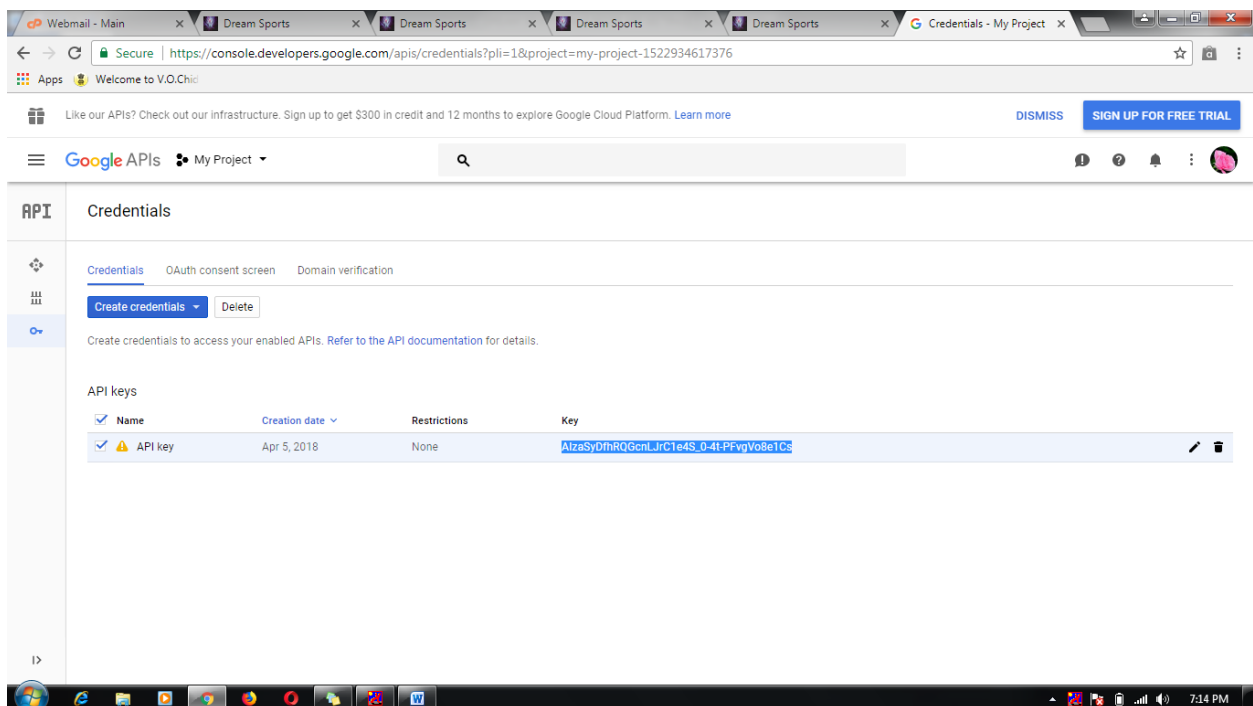 Webmail - Main
Dream Sports
Dream Sports
Dream Sports
Dream Sports
Credentials - My Project
Secure
https://console.developers.google.com/apis/credentials?pli=1&project=my-project-1522934617376
Apps
Welcome to V.O.Chid
Like our APIs? Check out our infrastructure. Sign up to get $300 in credit and 12 months to explore Google Cloud Platform. Learn more
DISMISS
SIGN UP FOR FREE TRIAL
Google APIs
My Project
API
Credentials
Credentials
OAuth consent screen
Domain verification
Create credentials
Delete
Create credentials to access your enabled APIs. Refer to the API documentation for details.
API keys
Name
Creation date
Restrictions
Key
API key
Apr 5, 2018
None
AIzaSyDfhRQGcnLJrC1e4S_0-4t-PFvgVo8e1Cs
7:14 PM